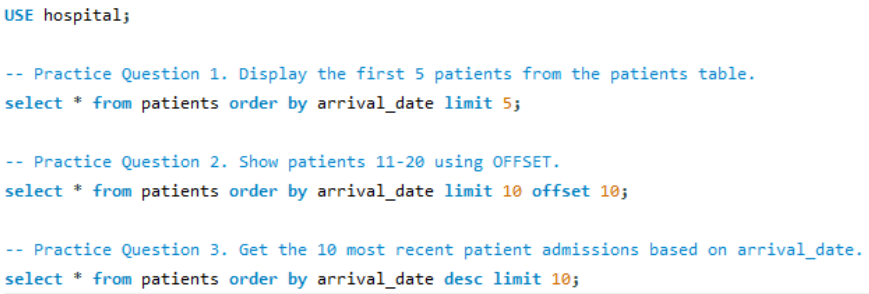 USE hospital;
-- Practice Question 1. Display the first 5 patients from the patients table.
select * from patients order by arrival_date limit 5;
-- Practice Question 2. Show patients 11-20 using OFFSET.
select * from patients order by arrival_date limit 10 offset 10;
-- Practice Question 3. Get the 10 most recent patient admissions based on arrival_date.
select * from patients order by arrival_date desc limit 10;